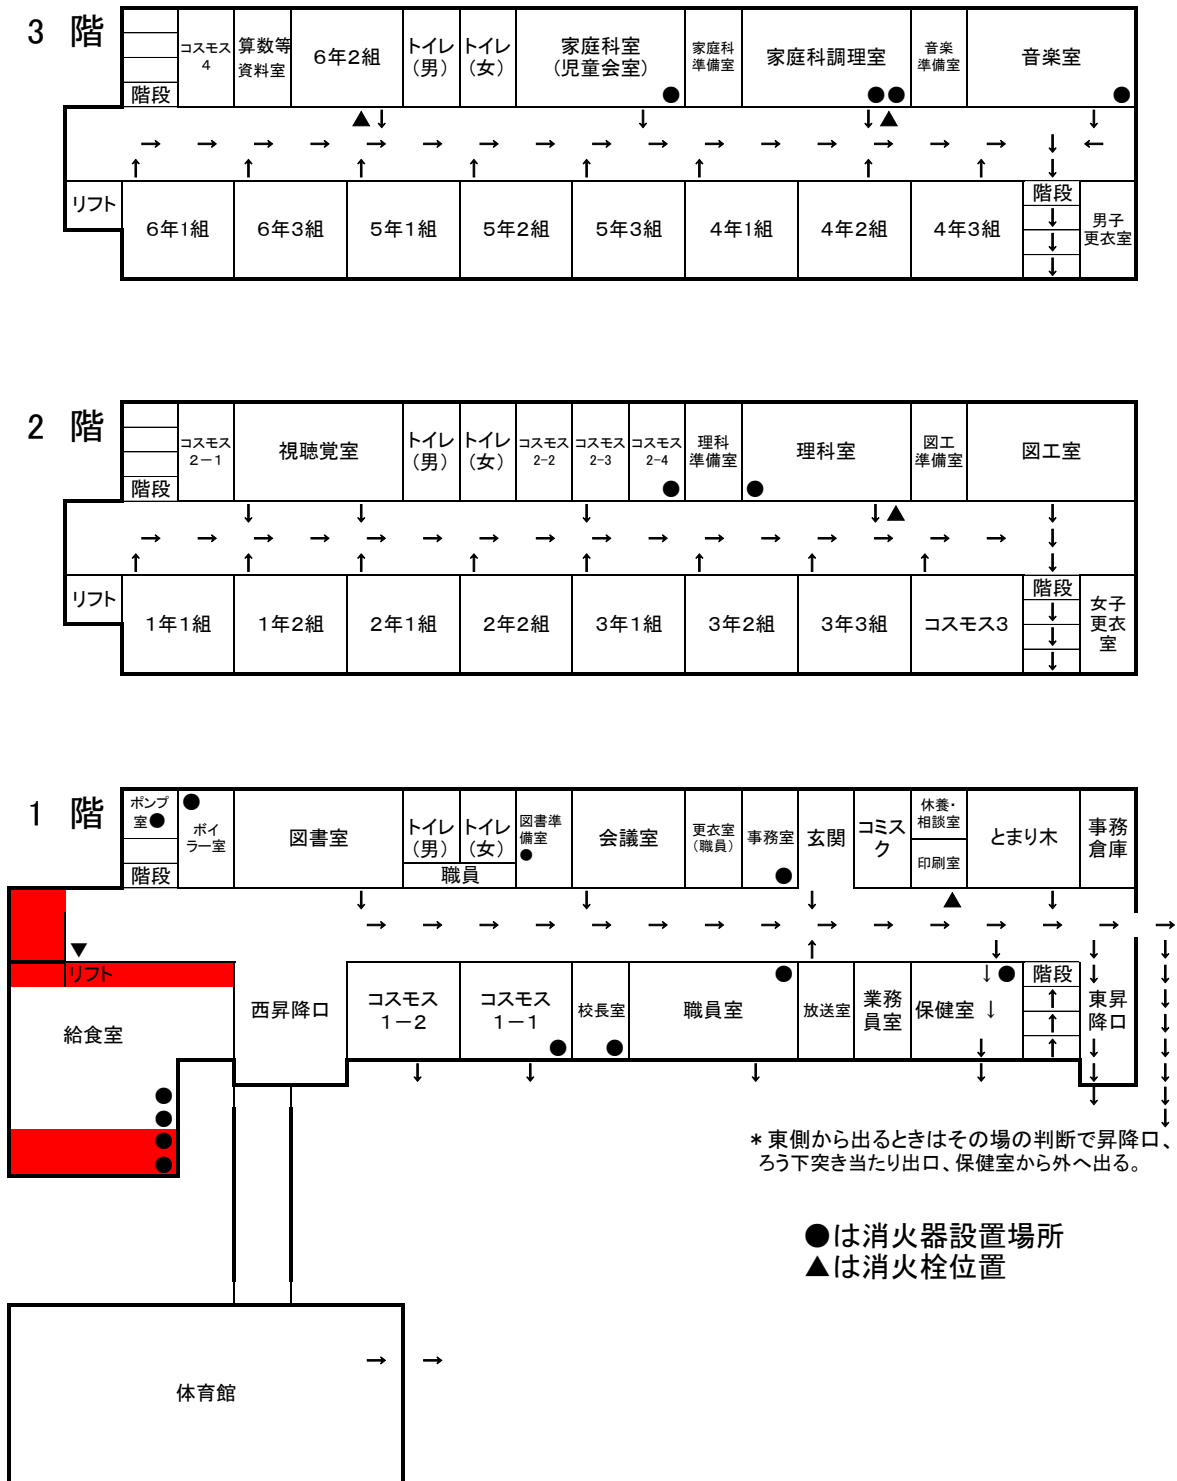 3 階
コスモス
4
算数等
資料室
6年2組
トイレ
(男)
トイレ
(女)
家庭科室
(児童会室)
家庭科
準備室
家庭科調理室
音楽
準備室
音楽室
階段
▲↓ ↓ ↓▲ ↓
→ → → → → → → → → → → → → → → → ↓ ←
↑ ↑ ↑ ↑ ↑ ↑ ↑ ↑ ↓
リフト
6年1組
6年3組
5年1組
5年2組
5年3組
4年1組
4年2組
4年3組
階段
↓
↓
↓
男子
更衣室
2 階
コスモス
2-1
視聴覚室
トイレ
(男)
トイレ
(女)
コスモス
2-2
コスモス
2-3
コスモス
2-4
理科
準備室
理科室
図工
準備室
図工室
階段
↓ ↓ ↓ ↓▲ ↓
→ → → → → → → → → → → → → → → → ↓
↑ ↑ ↑ ↑ ↑ ↑ ↑ ↑ ↓
リフト
1年1組
1年2組
2年1組
2年2組
3年1組
3年2組
3年3組
コスモス3
階段
↓
↓
↓
女子
更衣
室
1 階
ポンプ
室●
階段
●
ボイ
ラー室
図書室
トイレ
(男)
トイレ
(女)
職員
図書準
備室
●
会議室
更衣室
(職員)
事務室
●
玄関
コミス
ク
休養・
相談室
印刷室
とまり木
事務
倉庫
↓ ↓ ↓ ▲ ↓
→ → → → → → → → → → → → → → →
▼
リフト
給食室
西昇降口
コスモス
1-2
コスモス
1-1
校長室
職員室
放送室
業務
員室
保健室
階段
↑
↑
↑
東昇
降口
*東側から出るときはその場の判断で昇降口、
ろう下突き当たり出口、保健室から外へ出る。
●は消火器設置場所
▲は消火栓位置
→ →
体育館